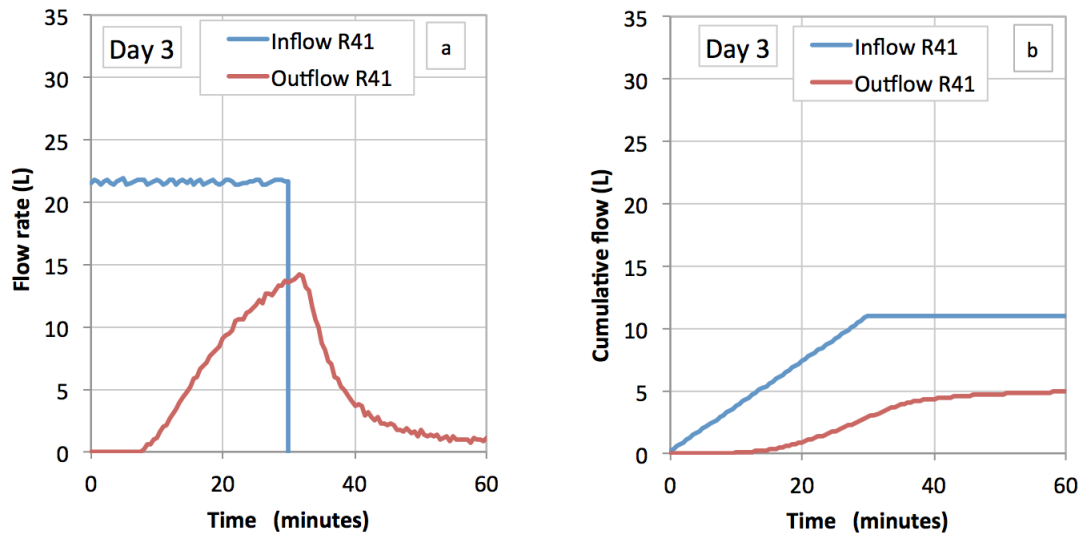 35
30
25
20
15
10
5
0
Flow rate (L)
Day 3
Inflow R41
Outflow R41
a
0
20
40
60
Time (minutes)
35
30
25
20
15
10
5
0
Cumulative flow (L)
Day 3
Inflow R41
Outflow R41
b
0
20
40
60
Time (minutes)